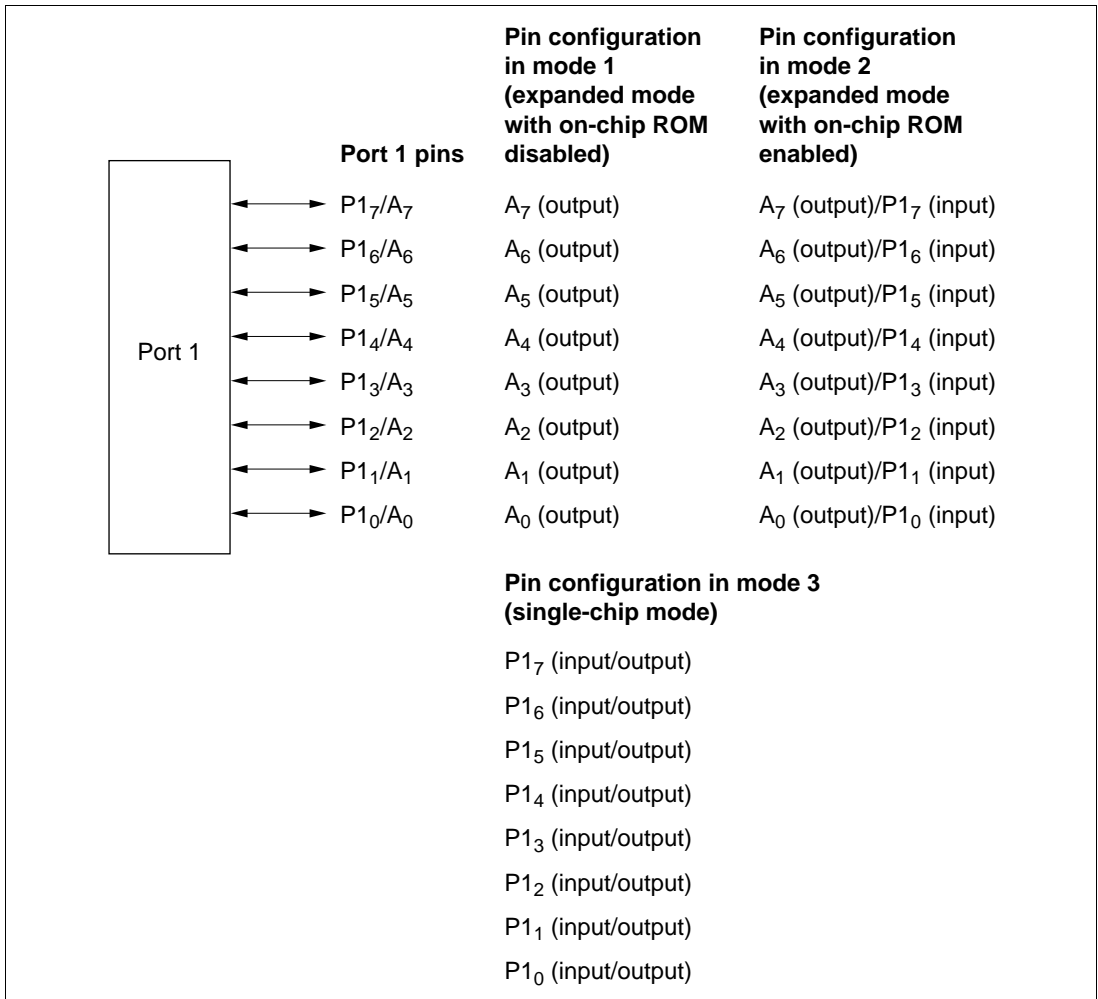 Pin configuration in mode 1 (expanded mode with on-chip ROM disabled)
Pin configuration in mode 2 (expanded mode with on-chip ROM enabled)
Port 1 pins
Port 1
P1₇/A₇ A₇ (output) A₇ (output)/P1₇ (input)
P1₆/A₆ A₆ (output) A₆ (output)/P1₆ (input)
P1₅/A₅ A₅ (output) A₅ (output)/P1₅ (input)
P1₄/A₄ A₄ (output) A₄ (output)/P1₄ (input)
P1₃/A₃ A₃ (output) A₃ (output)/P1₃ (input)
P1₂/A₂ A₂ (output) A₂ (output)/P1₂ (input)
P1₁/A₁ A₁ (output) A₁ (output)/P1₁ (input)
P1₀/A₀ A₀ (output) A₀ (output)/P1₀ (input)
Pin configuration in mode 3
(single-chip mode)
P1₇ (input/output)
P1₆ (input/output)
P1₅ (input/output)
P1₄ (input/output)
P1₃ (input/output)
P1₂ (input/output)
P1₁ (input/output)
P1₀ (input/output)